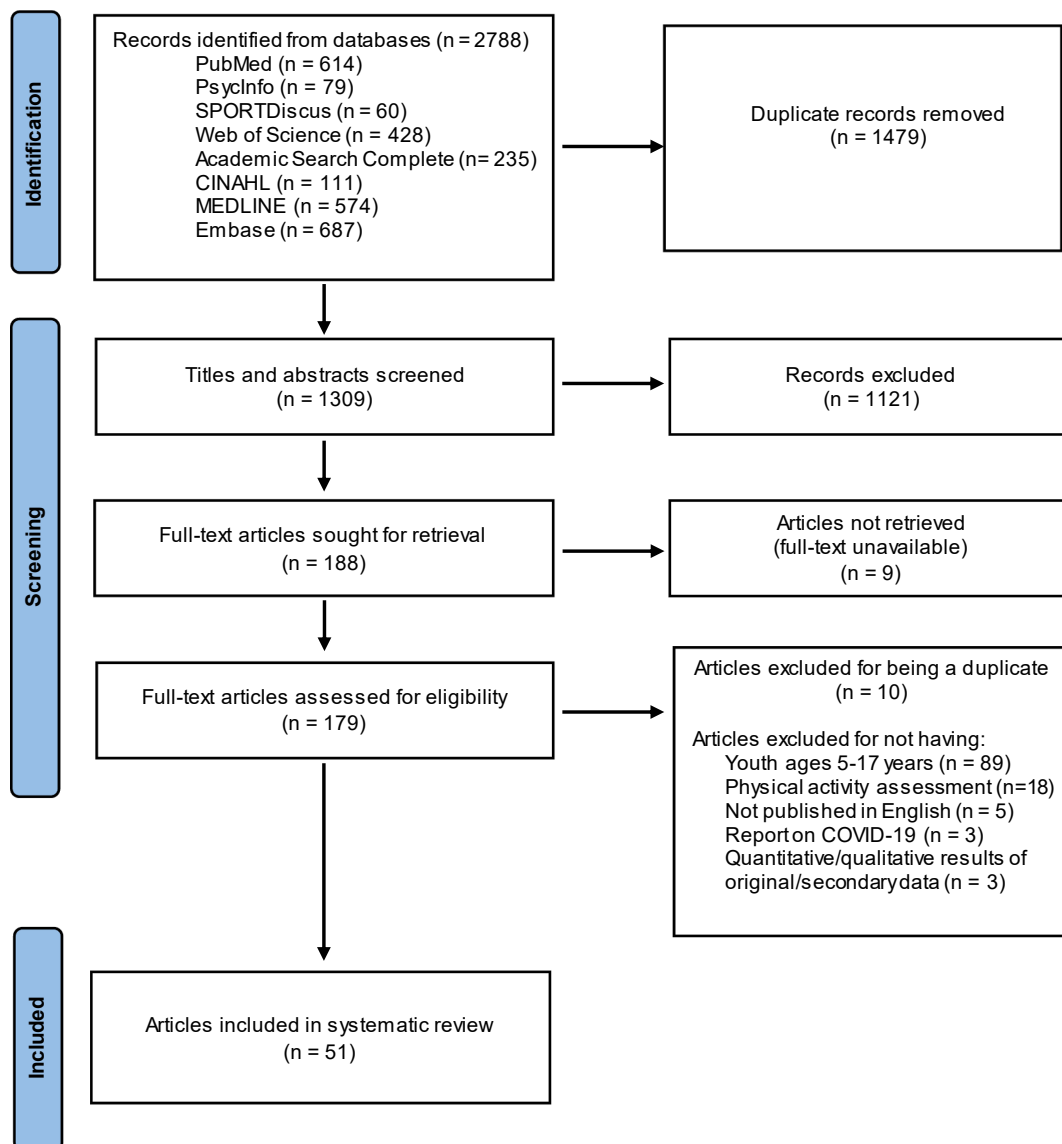 Identification
Records identified from databases (n = 2788)
PubMed (n = 614)
PsycInfo (n = 79)
SPORTDiscus (n = 60)
Web of Science (n = 428)
Academic Search Complete (n= 235)
CINAHL (n = 111)
MEDLINE (n = 574)
Embase (n = 687)
Duplicate records removed
(n = 1479)
Screening
Titles and abstracts screened
(n = 1309)
Records excluded
(n = 1121)
Full-text articles sought for retrieval
(n = 188)
Articles not retrieved
(full-text unavailable)
(n = 9)
Full-text articles assessed for eligibility
(n = 179)
Articles excluded for being a duplicate
(n = 10)
Articles excluded for not having:
Youth ages 5-17 years (n = 89)
Physical activity assessment (n=18)
Not published in English (n = 5)
Report on COVID-19 (n = 3)
Quantitative/qualitative results of
original/secondary data (n = 3)
Included
Articles included in systematic review
(n = 51)